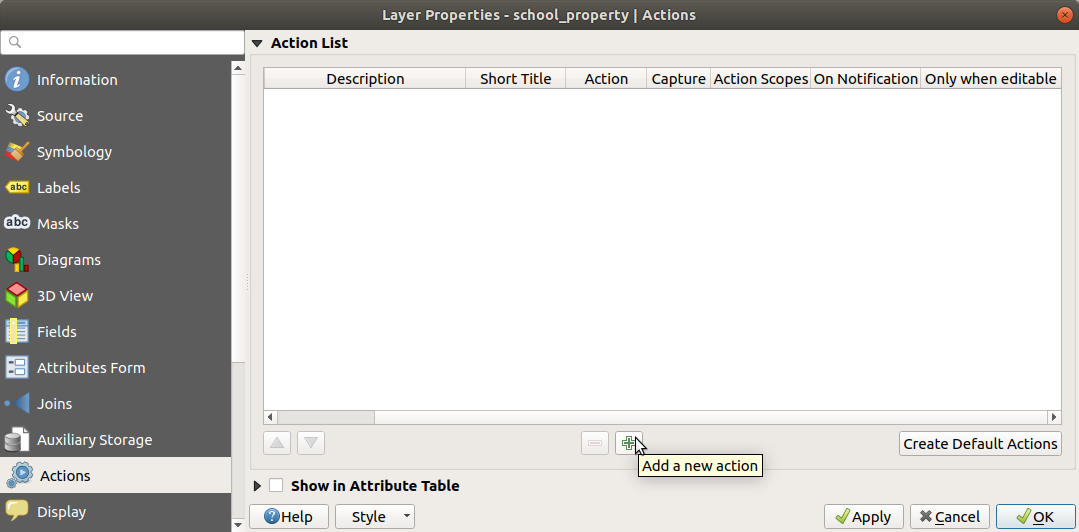 Layer Properties - school_property | Actions
Information
Source
Symbology
abc Labels
abc Masks
Diagrams
3D View
Fields
Attributes Form
Joins
Auxiliary Storage
Actions
Display
Action List
Description Short Title Action Capture Action Scopes On Notification Only when editable
Create Default Actions
Add a new action
Show in Attribute Table
Help Style Apply Cancel OK